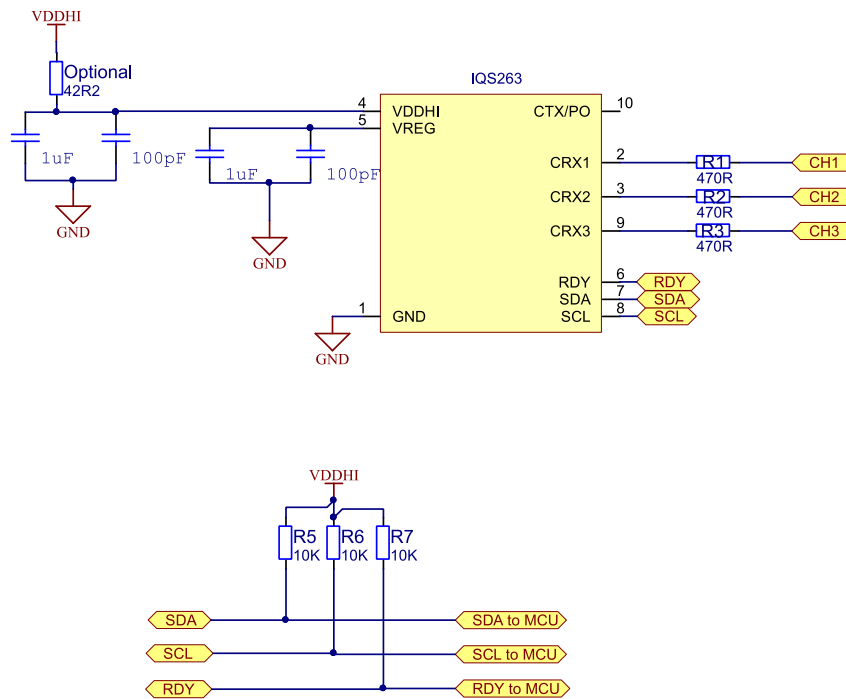 VDDHI
Optional
42R2
1uF
100pF
1uF
100pF
GND
GND
GND
IQS263
4
VDDHI
5
VREG
1
GND
CTX/PO
10
CRX1
2
R1
470R
CH1
CRX2
3
R2
470R
CH2
CRX3
9
R3
470R
CH3
RDY
6
RDY
SDA
7
SDA
SCL
8
SCL
VDDHI
R5
10K
R6
10K
R7
10K
SDA
SDA to MCU
SCL
SCL to MCU
RDY
RDY to MCU